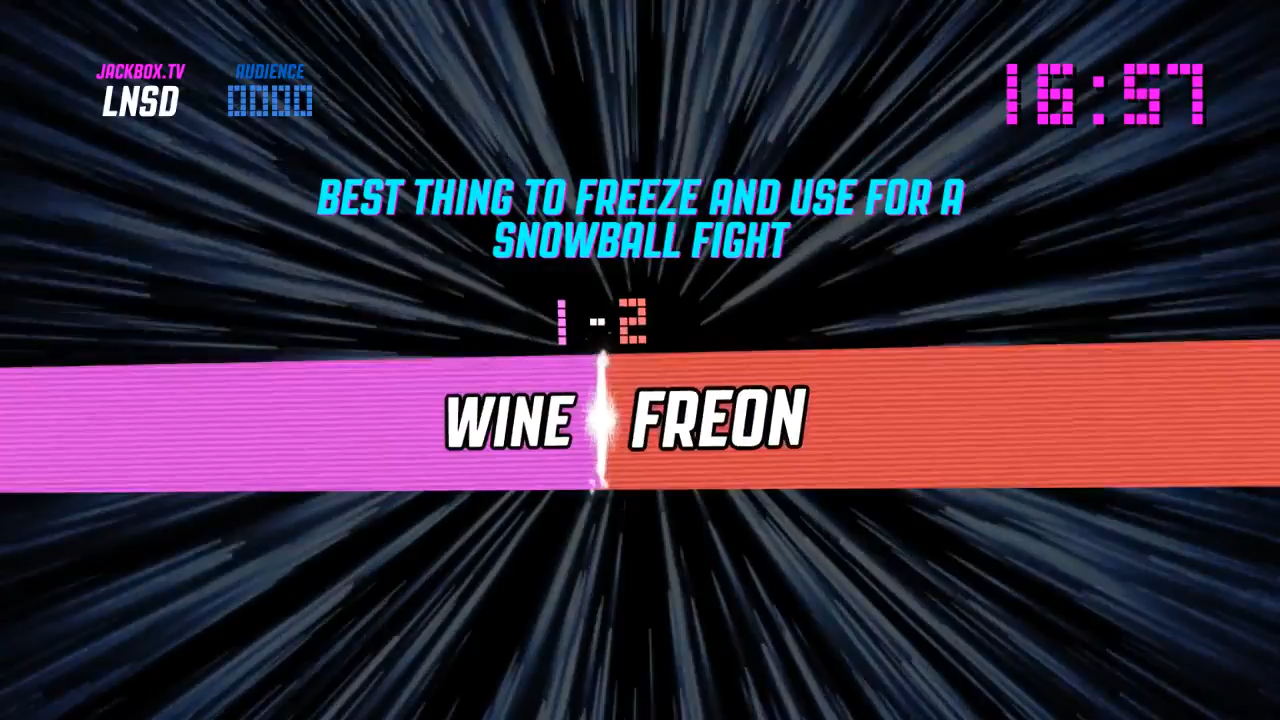 JACKBOX.TV
LNSD
AUDIENCE
0000
16:57
BEST THING TO FREEZE AND USE FOR A
SNOWBALL FIGHT
1-2
WINE
FREON